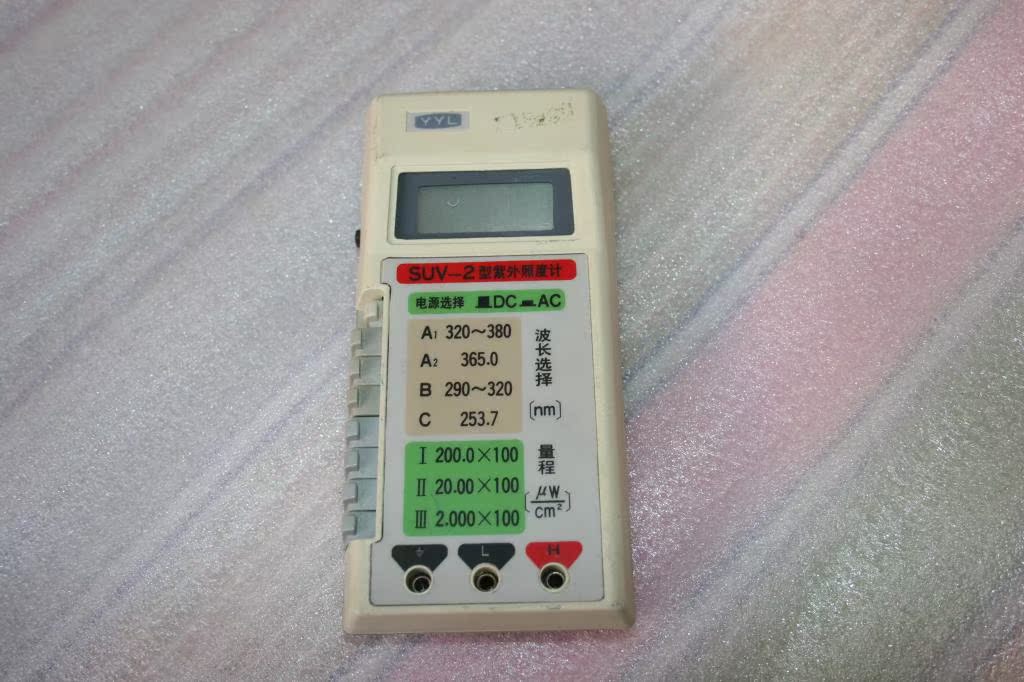 YYL
SUV-2型紫外照度计
电源选择 DC AC
A1 320～380
A2 365.0
B 290～320
C 253.7
波长选择
(nm)
I 200.0×100
II 20.00×100
III 2.000×100
量程
(μW/cm²)
L
H